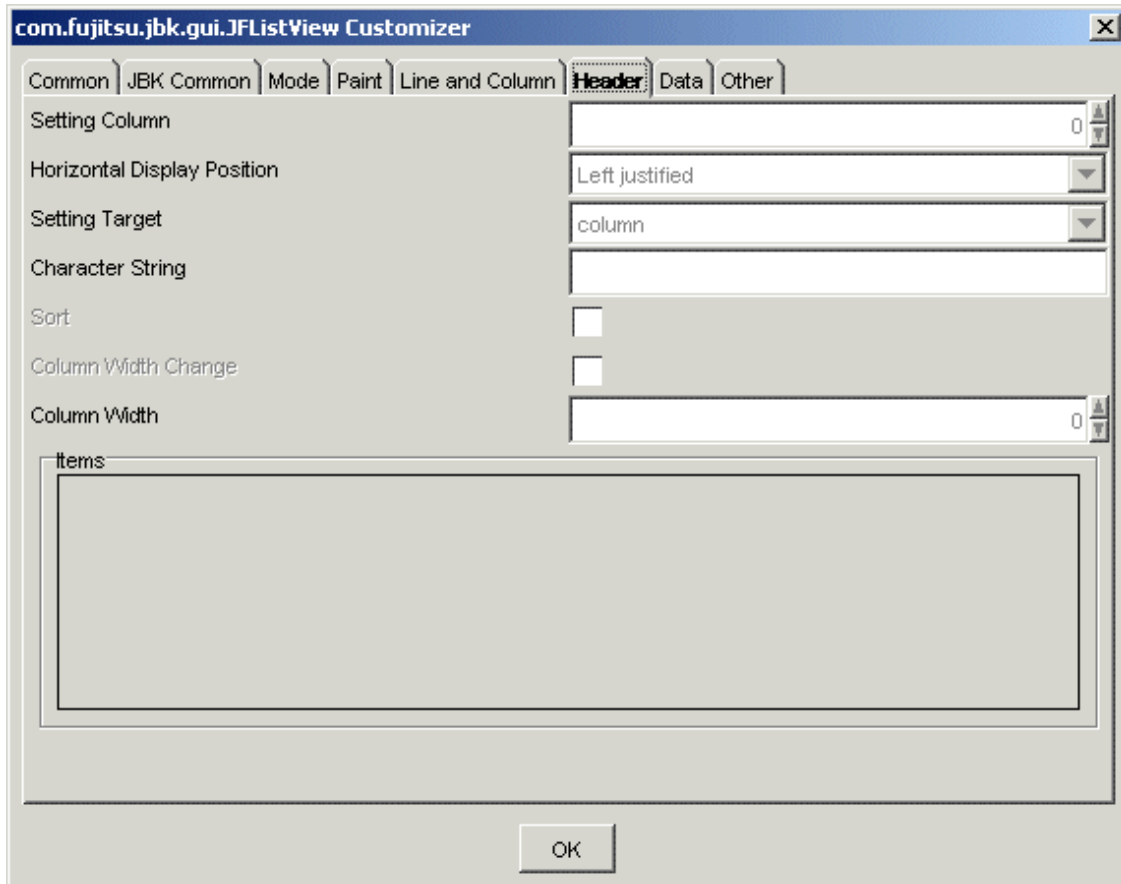 com.fujitsu.jbk.gui.JFListView Customizer
Common JBK Common Mode Paint Line and Column Header Data Other
Setting Column 0
Horizontal Display Position Left justified
Setting Target column
Character String
Sort
Column Width Change
Column Width 0
Items
OK